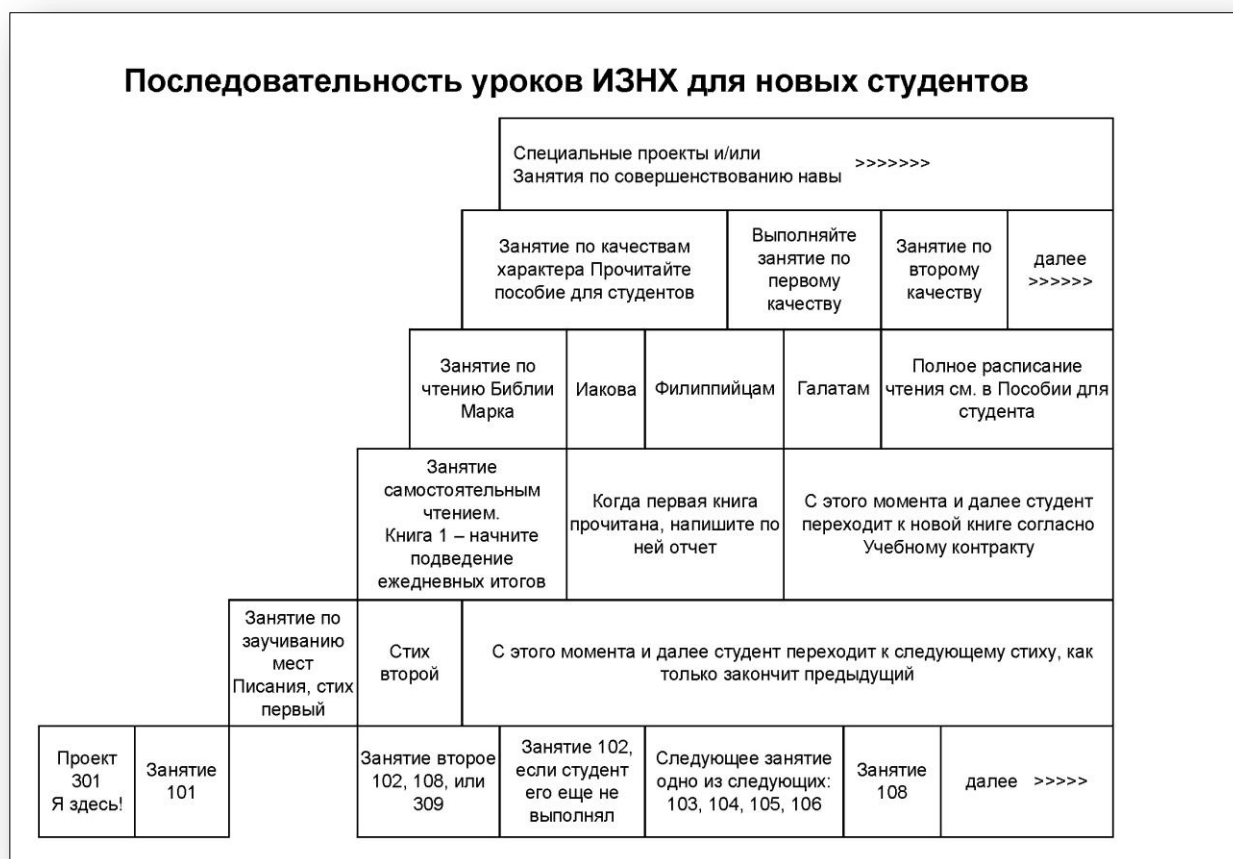 Последовательность уроков ИЗНХ для новых студентов
Специальные проекты и/или
Занятия по совершенствованию навы
>>>>>>>
Занятие по качествам
характера Прочитайте
пособие для студентов
Выполняйте
занятие по
первому
качеству
Занятие по
второму
качеству
далее
>>>>>>
Занятие по
чтению Библии
Марка
Иакова
Филиппийцам
Галатам
Полное расписание
чтения см. в Пособии для
студента
Занятие
самостоятельным
чтением.
Книга 1 – начните
подведение
ежедневных итогов
Когда первая книга
прочитана, напишите по
ней отчет
С этого момента и далее студент
переходит к новой книге согласно
Учебному контракту
Занятие по
заучиванию
мест
Писания, стих
первый
Стих
второй
С этого момента и далее студент переходит к следующему стиху, как
только закончит предыдущий
Проект
301
Я здесь!
Занятие
101
Занятие второе
102, 108, или
309
Занятие 102,
если студент
его еще не
выполнял
Следующее занятие
одно из следующих:
103, 104, 105, 106
Занятие
108
далее >>>>>